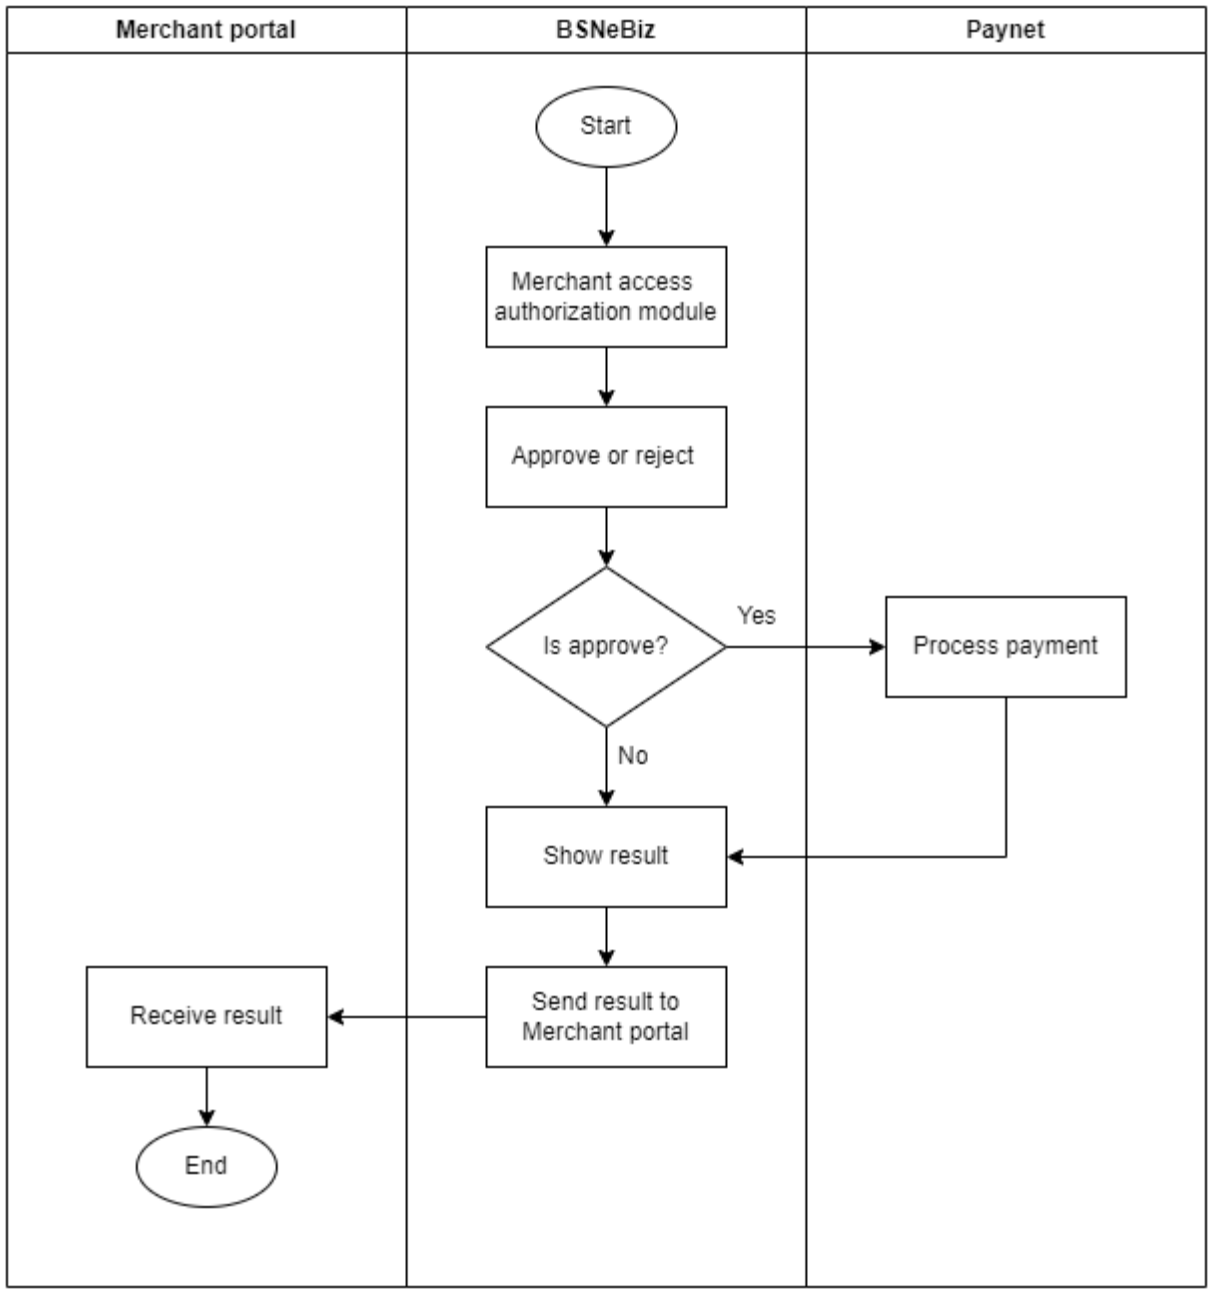 Merchant portal
BSNeBiz
Paynet
Start
Merchant access
authorization module
Approve or reject
Is approve?
Yes
Process payment
No
Show result
Send result to
Merchant portal
Receive result
End